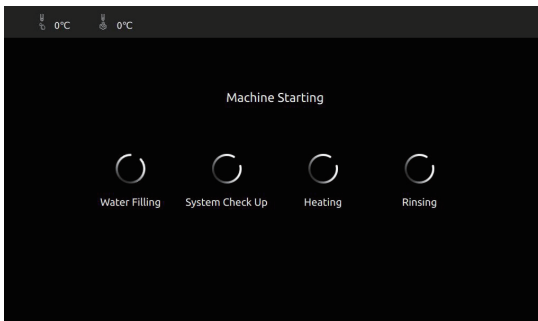 0°C 0°C
Machine Starting
Water Filling System Check Up Heating Rinsing